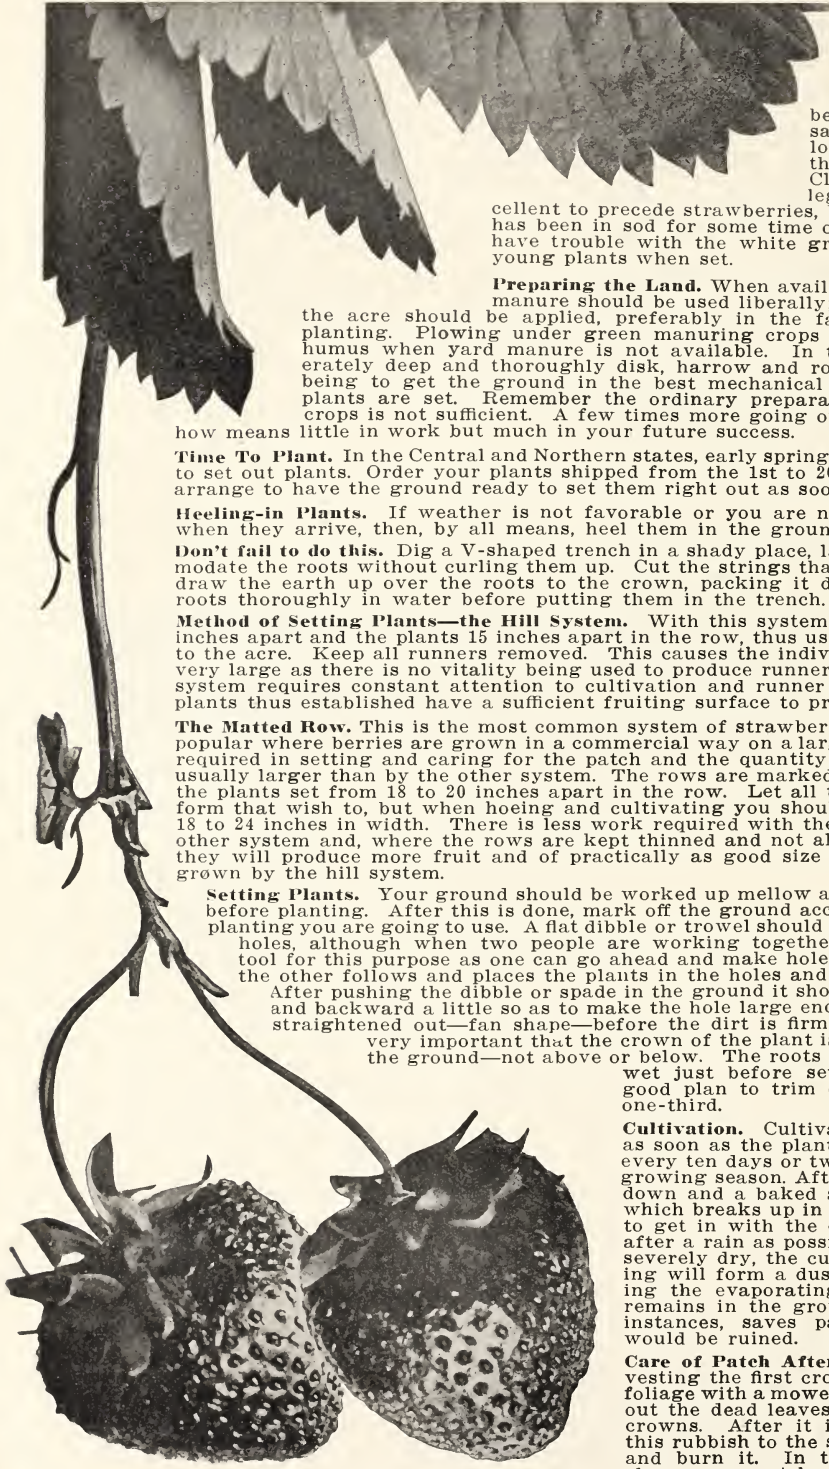 be
sa
lo
th
Cl
leg
cellent to precede strawberries,
has been in sod for some time
have trouble with the white gr
young plants when set.
Preparing the Land. When avail
manure should be used liberally
the acre should be applied, preferably in the fa
planting. Plowing under green manuring crops
humus when yard manure is not available. In
erately deep and thoroughly disk, harrow and ro
being to get the ground in the best mechanical
plants are set. Remember the ordinary prepara
crops is not sufficient. A few times more going o
how means little in work but much in your future success.
Time To Plant. In the Central and Northern states, early spring
to set out plants. Order your plants shipped from the 1st to 20
arrange to have the ground ready to set them right out as soo
Heeling-in Plants. If weather is not favorable or you are n
when they arrive, then, by all means, heel them in the groun
Don't fail to do this. Dig a V-shaped trench in a shady place, l
modate the roots without curling them up. Cut the strings tha
draw the earth up over the roots to the crown, packing it d
roots thoroughly in water before putting them in the trench.
Method of Setting Plants—the Hill System. With this system
inches apart and the plants 15 inches apart in the row, thus us
to the acre. Keep all runners removed. This causes the indiv
very large as there is no vitality being used to produce runner
system requires constant attention to cultivation and runner
plants thus established have a sufficient fruiting surface to pr
The Matted Row. This is the most common system of strawber
popular where berries are grown in a commercial way on a lar
required in setting and caring for the patch and the quantity
usually larger than by the other system. The rows are marked
the plants set from 18 to 20 inches apart in the row. Let all
form that wish to, but when hoeing and cultivating you shou
18 to 24 inches in width. There is less work required with the
other system and, where the rows are kept thinned and not al
they will produce more fruit and of practically as good size
grown by the hill system.
Setting Plants. Your ground should be worked up mellow a
before planting. After this is done, mark off the ground acc
planting you are going to use. A flat dibble or trowel should
holes, although when two people are working togethe
tool for this purpose as one can go ahead and make hole
the other follows and places the plants in the holes and
After pushing the dibble or spade in the ground it sho
and backward a little so as to make the hole large eno
straightened out—fan shape—before the dirt is firm
very important that the crown of the plant i
the ground—not above or below. The roots
wet just before se
good plan to trim
one-third.
Cultivation. Cultiva
as soon as the plant
every ten days or tw
growing season. Aft
down and a baked
which breaks up in
to get in with the
after a rain as possi
severely dry, the cu
ing will form a dus
ing the evaporating
remains in the gro
instances, saves pa
would be ruined.
Care of Patch After
vesting the first cro
foliage with a mowe
out the dead leaves
crowns. After it i
this rubbish to the s
and burn it. In t